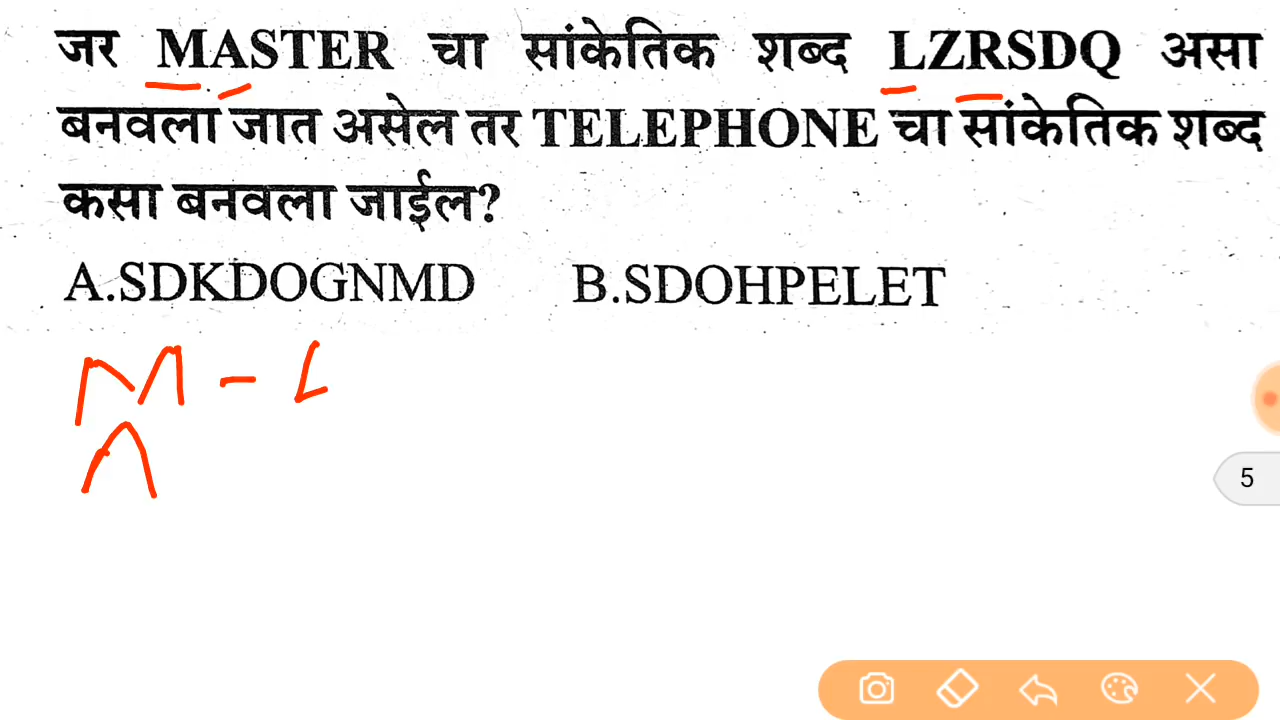 जर MASTER चा सांकेतिक शब्द LZRSDQ असा
बनवला जात असेल तर TELEPHONE चा सांकेतिक शब्द
कसा बनवला जाईल?
A.SDKDOGNMD B.SDOHPELET
M - L
A
5